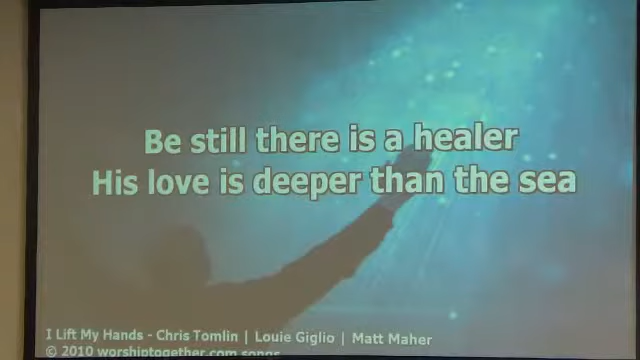 Be still there is a healer
His love is deeper than the sea
I Lift My Hands - Chris Tomlin | Louie Giglio | Matt Maher
© 2010 worshiptogether.com songs